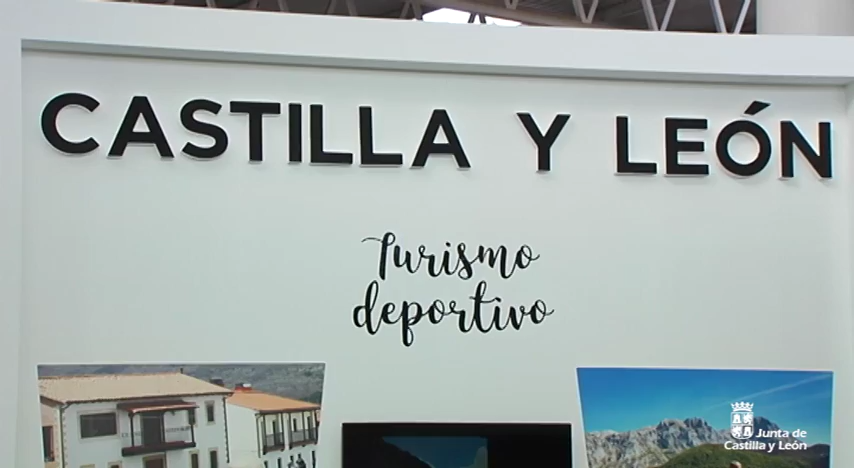 CASTILLA Y LEÓN
Turismo
deportivo
Junta de
Castilla y León